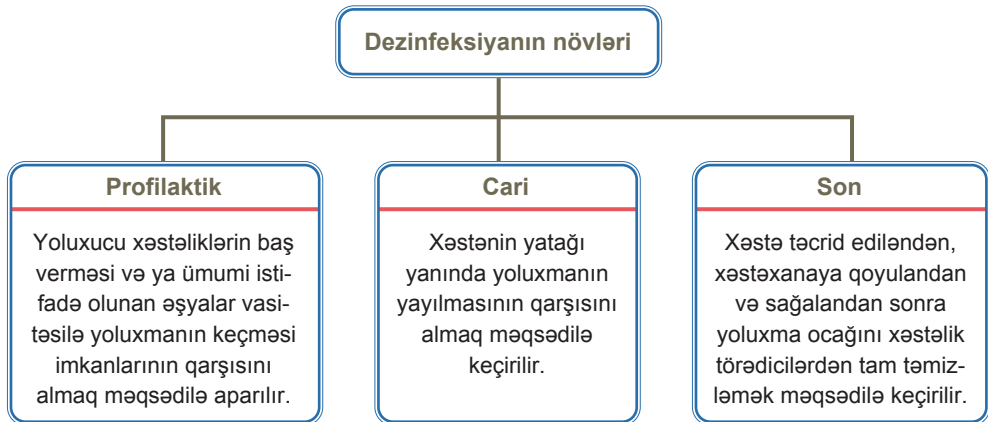 Dezinfeksiyanın növləri
Profilaktik
Yoluxucu xəstəliklərin baş
verməsi və ya ümumi isti-
fadə olunan əşyalar vasi-
təsilə yoluxmanın keçməsi
imkanlarının qarşısını
almaq məqsədilə aparılır.
Cari
Xəstənin yatağı
yanında yoluxmanın
yayılmasının qarşısını
almaq məqsədilə
keçirilir.
Son
Xəstə təcrid ediləndən,
xəstəxanaya qoyulandan
və sağalandan sonra
yoluxma ocağını xəstəlik
törədicilərdən tam təmiz-
ləmək məqsədilə keçirilir.